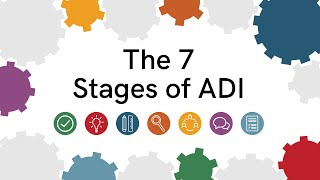 The 7
Stages of ADI